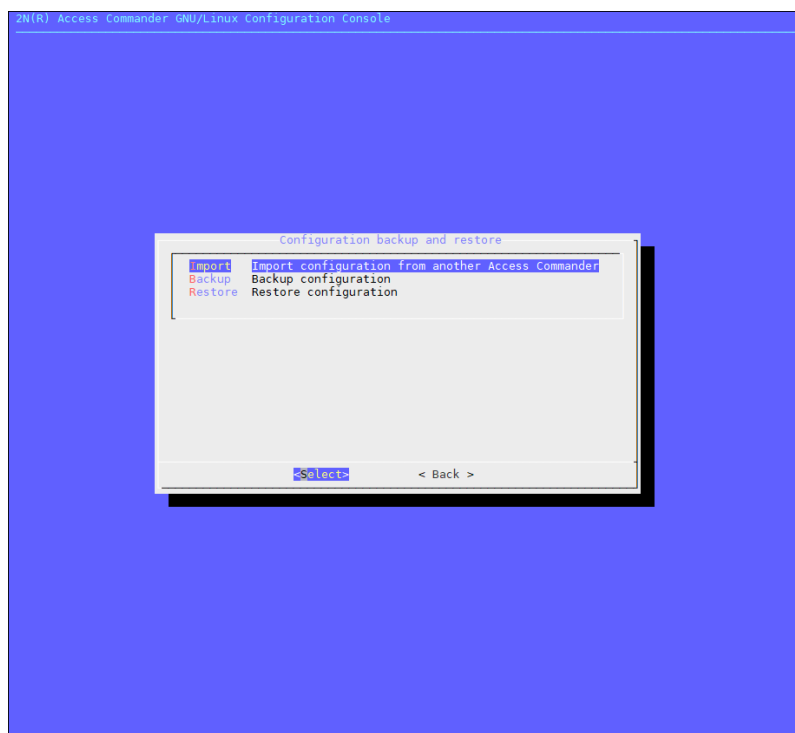 2N(R) Access Commander GNU/Linux Configuration Console
Configuration backup and restore
Import Import configuration from another Access Commander
Backup Backup configuration
Restore Restore configuration
<Select> < Back >